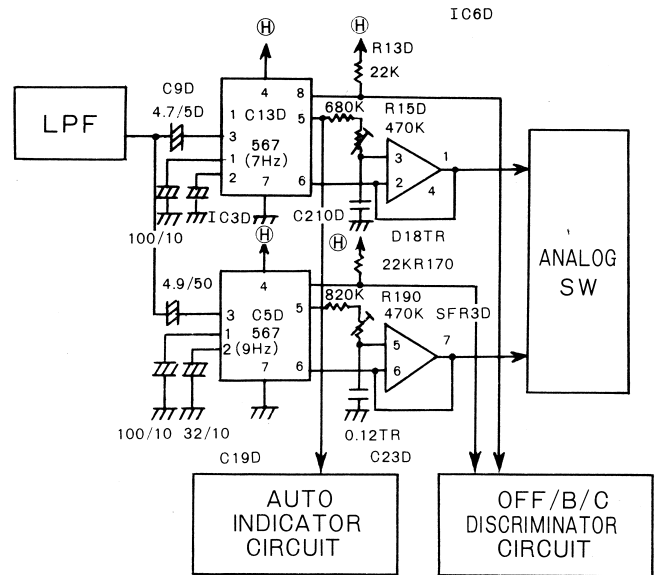 IC6D
H
H
R13D
22K
C9D
4.7/5D
4
8
LPF
1
C13D
5
680K
R15D
470K
3
567
(7Hz)
3
1
1
2
6
2
4
7
ANALOG
SW
IC3D
C210D
H
H
D18TR
100/10
22KR170
4.9/50
4
820K
R190
470K
SFR3D
3
C5D
5
1
567
5
7
2
(9Hz)
6
6
7
100/10
32/10
0.12TR
C19D
C23D
AUTO
INDICATOR
CIRCUIT
OFF/B/C
DISCRIMINATOR
CIRCUIT